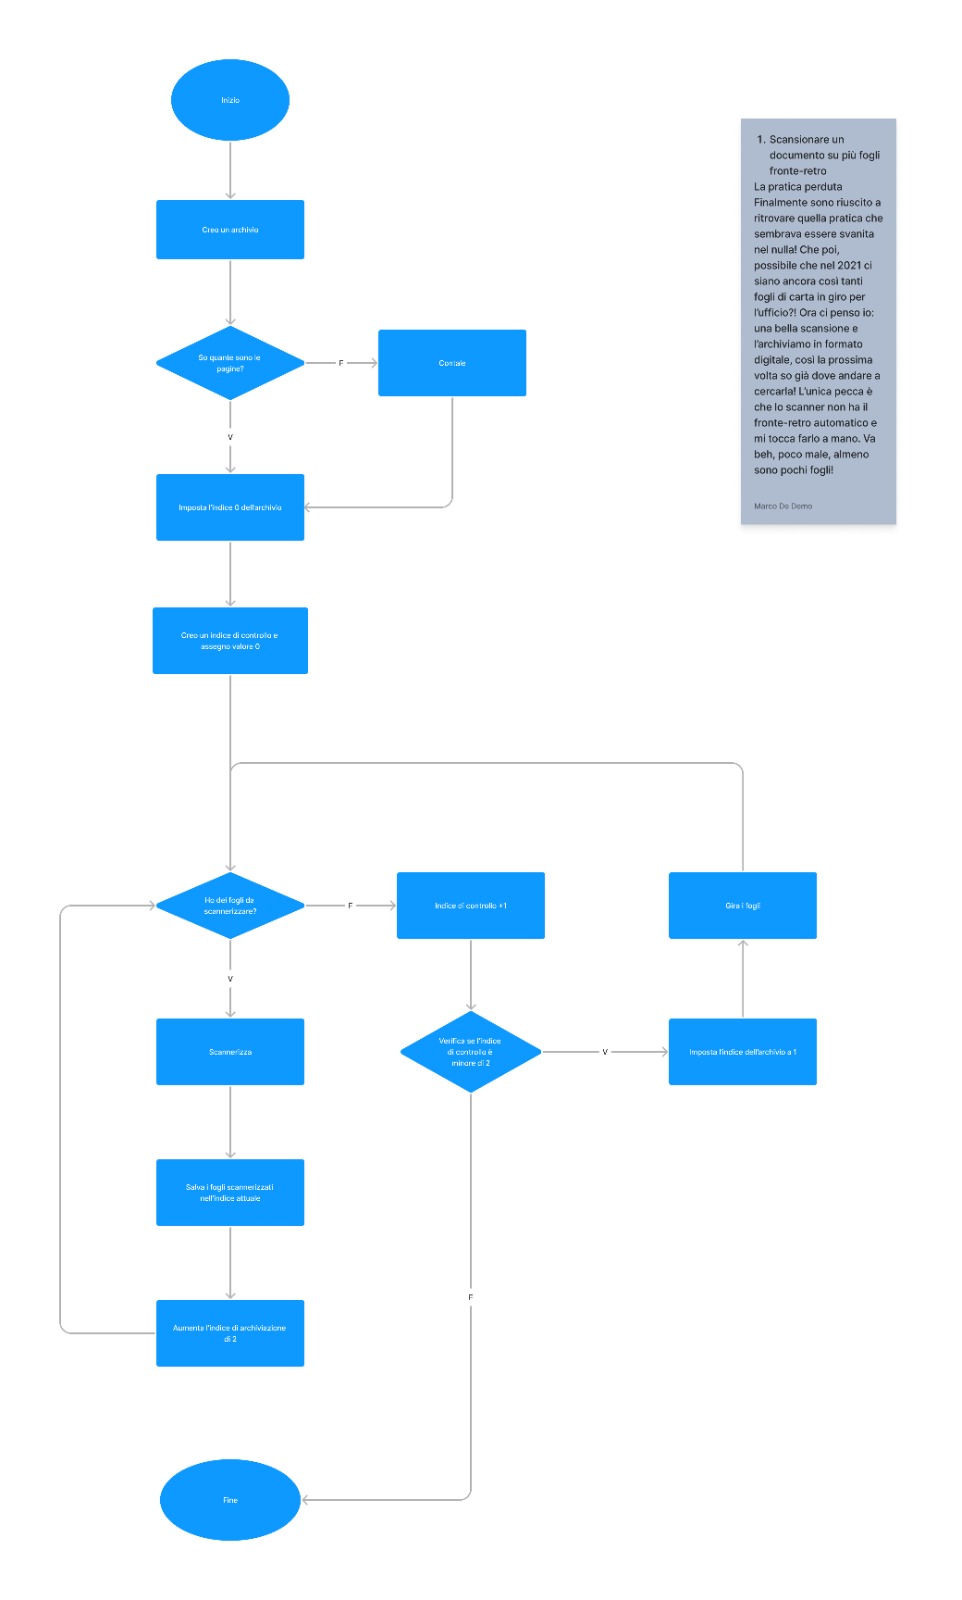 Inizio
Creo un archivio
So quante sono le
pagine?
F
Contale
V
Imposta l'indice 0 dell'archivio
Creo un indice di controllo e
assegno valore 0
Ho dei fogli da
scannerizzare?
F
Indice di controllo +1
Gira i fogli
V
Scannerizza
Verifica se l'indice
di controllo è
minore di 2
V
Imposta l'indice dell'archivio a 1
Salva i fogli scannerizzati
nell'indice attuale
F
Aumenta l'indice di archiviazione
di 2
Fine
1. Scansionare un
documento su più fogli
fronte-retro
La pratica perduta
Finalmente sono riuscito a
ritrovare quella pratica che
sembrava essere svanita
nel nulla! Che poi,
possibile che nel 2021 ci
siano ancora così tanti
fogli di carta in giro per
l'ufficio?! Ora ci penso io:
una bella scansione e
l'archiviamo in formato
digitale, così la prossima
volta so già dove andare a
cercarla! L'unica pecca è
che lo scanner non ha il
fronte-retro automatico e
mi tocca farlo a mano. Va
beh, poco male, almeno
sono pochi fogli!
Marco De Demo